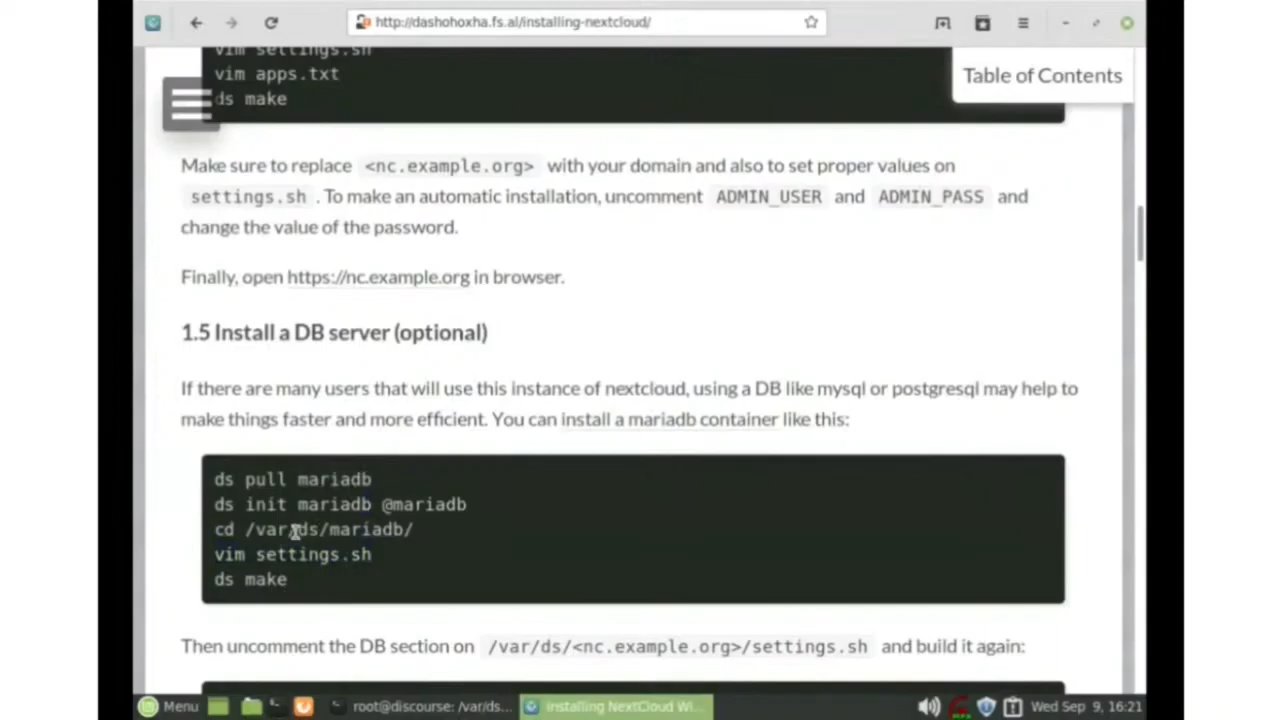 http://dashohoxha.fs.al/installing-nextcloud/
vim settings.sh
vim apps.txt
Table of Contents
ds make
Make sure to replace <nc.example.org> with your domain and also to set proper values on
settings.sh . To make an automatic installation, uncomment ADMIN_USER and ADMIN_PASS and
change the value of the password.
Finally, open https://nc.example.org in browser.
1.5 Install a DB server (optional)
If there are many users that will use this instance of nextcloud, using a DB like mysql or postgresql may help to
make things faster and more efficient. You can install a mariadb container like this:
ds pull mariadb
ds init mariadb @mariadb
cd /var/ds/mariadb/
vim settings.sh
ds make
Then uncomment the DB section on /var/ds/<nc.example.org>/settings.sh and build it again:
Menu root@discourse: /var/ds... installing NextCloud Wi... Wed Sep 9, 16:21